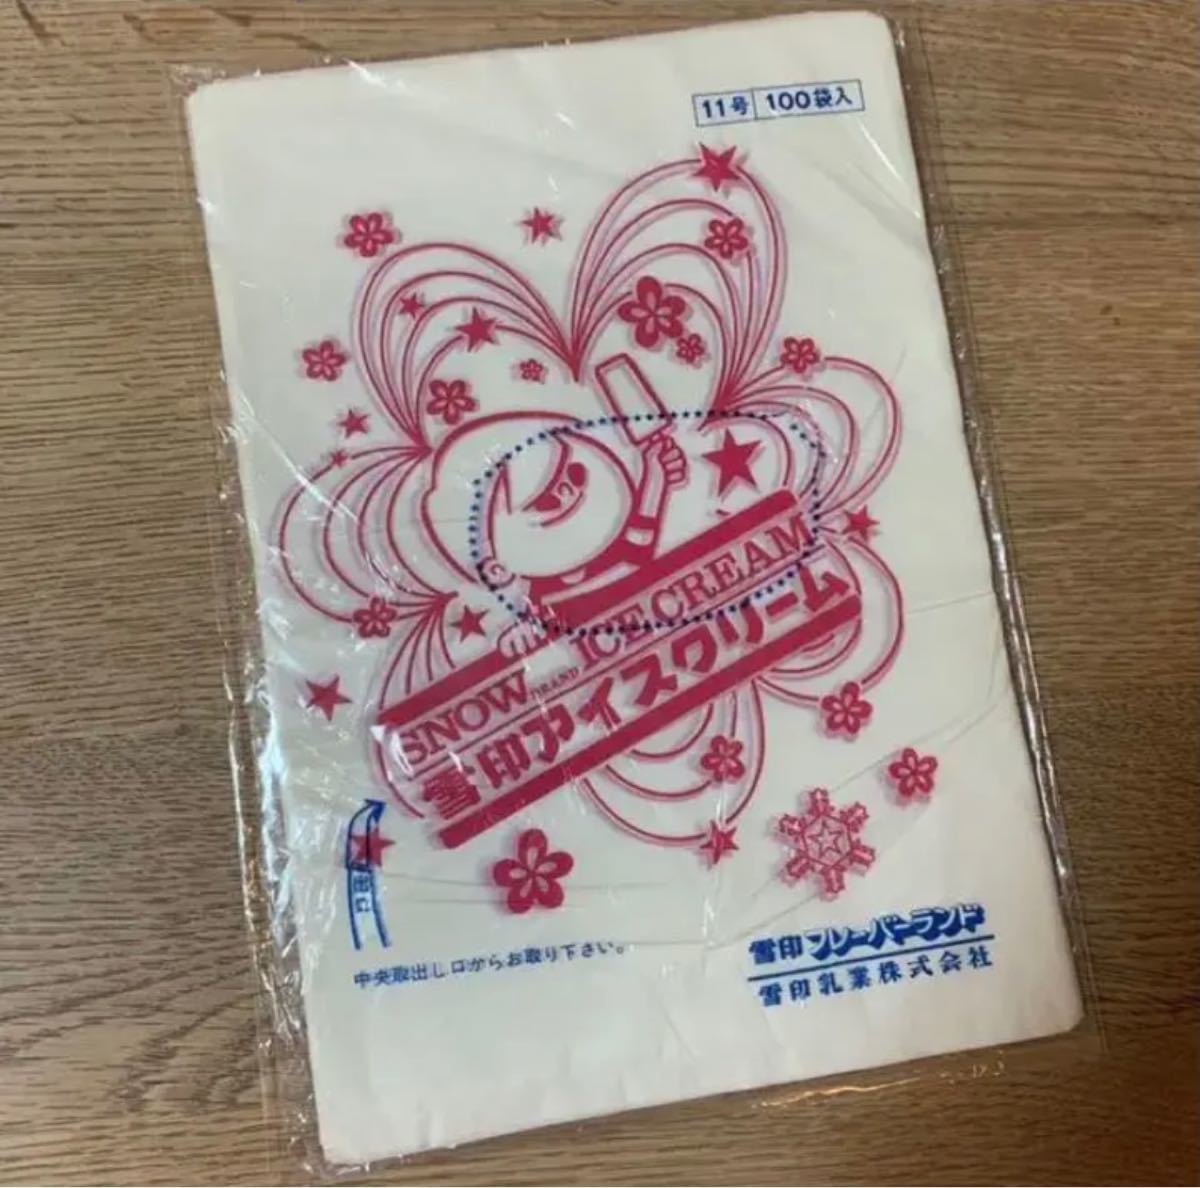 11号 100袋入
SNOW BRAND ICE CREAM
雪印アイスクリーム
中央取出し口からお取り下さい。
雪印フレーバーランド
雪印乳業株式会社